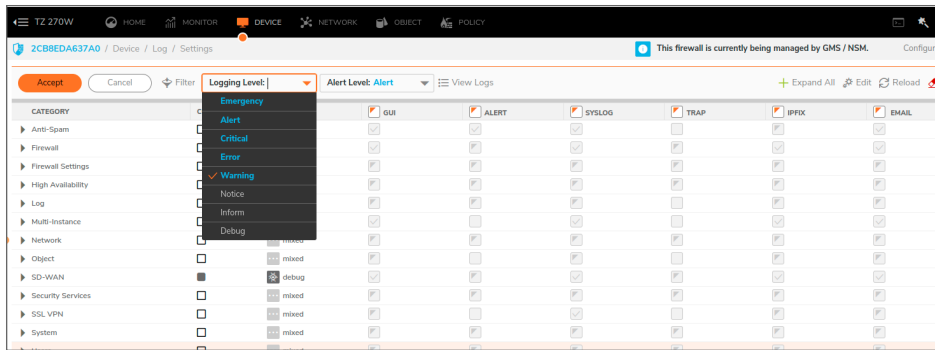 TZ 270W HOME MONITOR DEVICE NETWORK OBJECT POLICY
2CB8EDA637A0 / Device / Log / Settings This firewall is currently being managed by GMS / NSM. Configur
Accept Cancel Filter Logging Level: Alert Level: Alert View Logs + Expand All Edit Reload
CATEGORY C GUI ALERT SYSLOG TRAP IPFIX EMAIL
Emergency
Anti-Spam
Alert
Firewall
Critical
Firewall Settings
Error
High Availability
Warning
Log
Notice
Multi-Instance
Inform
Network mixed
Debug
Object mixed
SD-WAN debug
Security Services mixed
SSL VPN mixed
System mixed